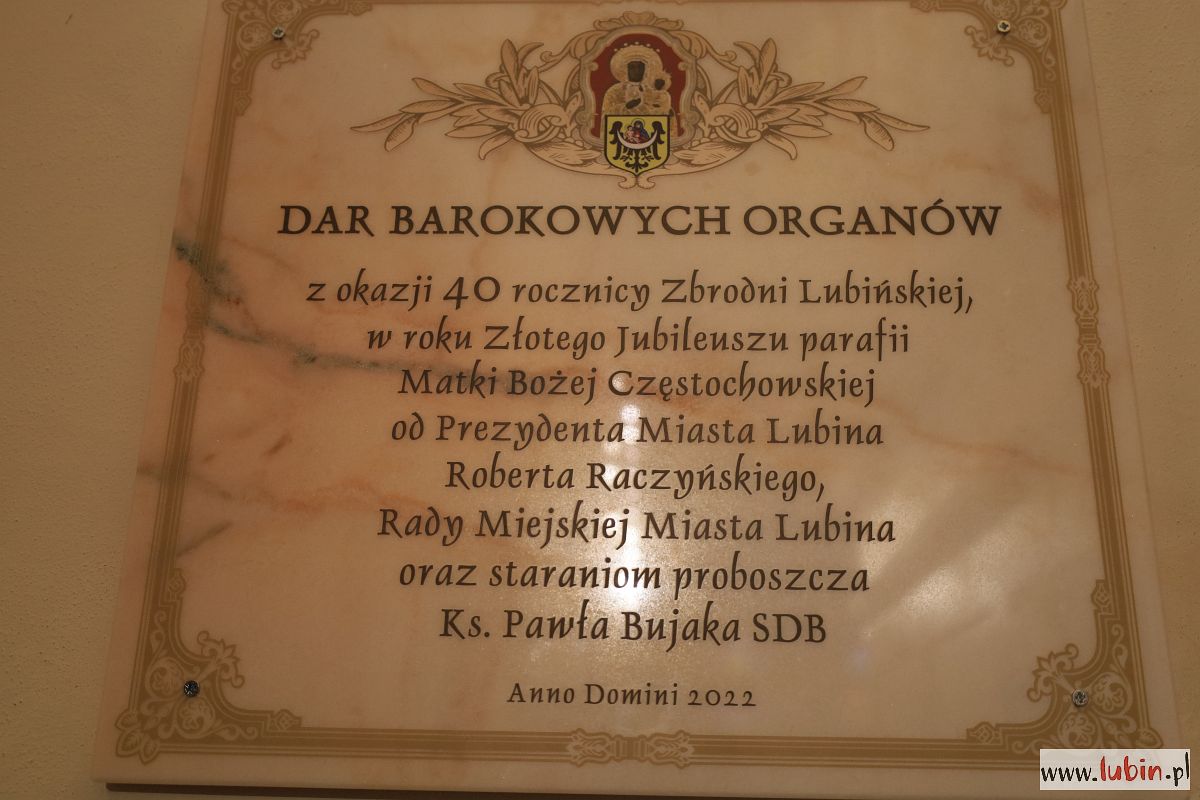 DAR BAROKOWYCH ORGANÓW
z okazji 40 rocznicy Zbrodni Lubińskiej,
w roku Złotego Jubileuszu parafii
Matki Bożej Częstochowskiej
od Prezydenta Miasta Lubina
Roberta Raczyńskiego,
Rady Miejskiej Miasta Lubina
oraz staraniom proboszcza
Ks. Pawła Bujaka SDB
Anno Domini 2022
www.lubin.pl